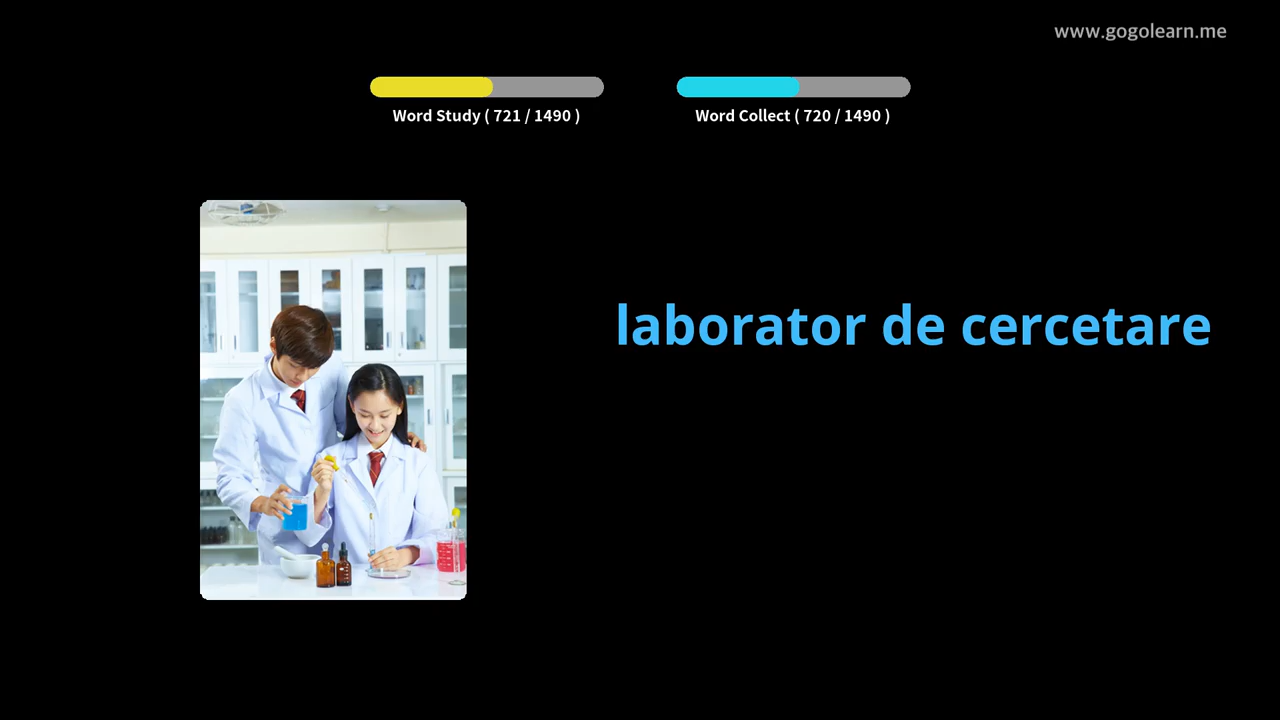 www.gogolearn.me
Word Study ( 721 / 1490 )
Word Collect ( 720 / 1490 )
laborator de cercetare